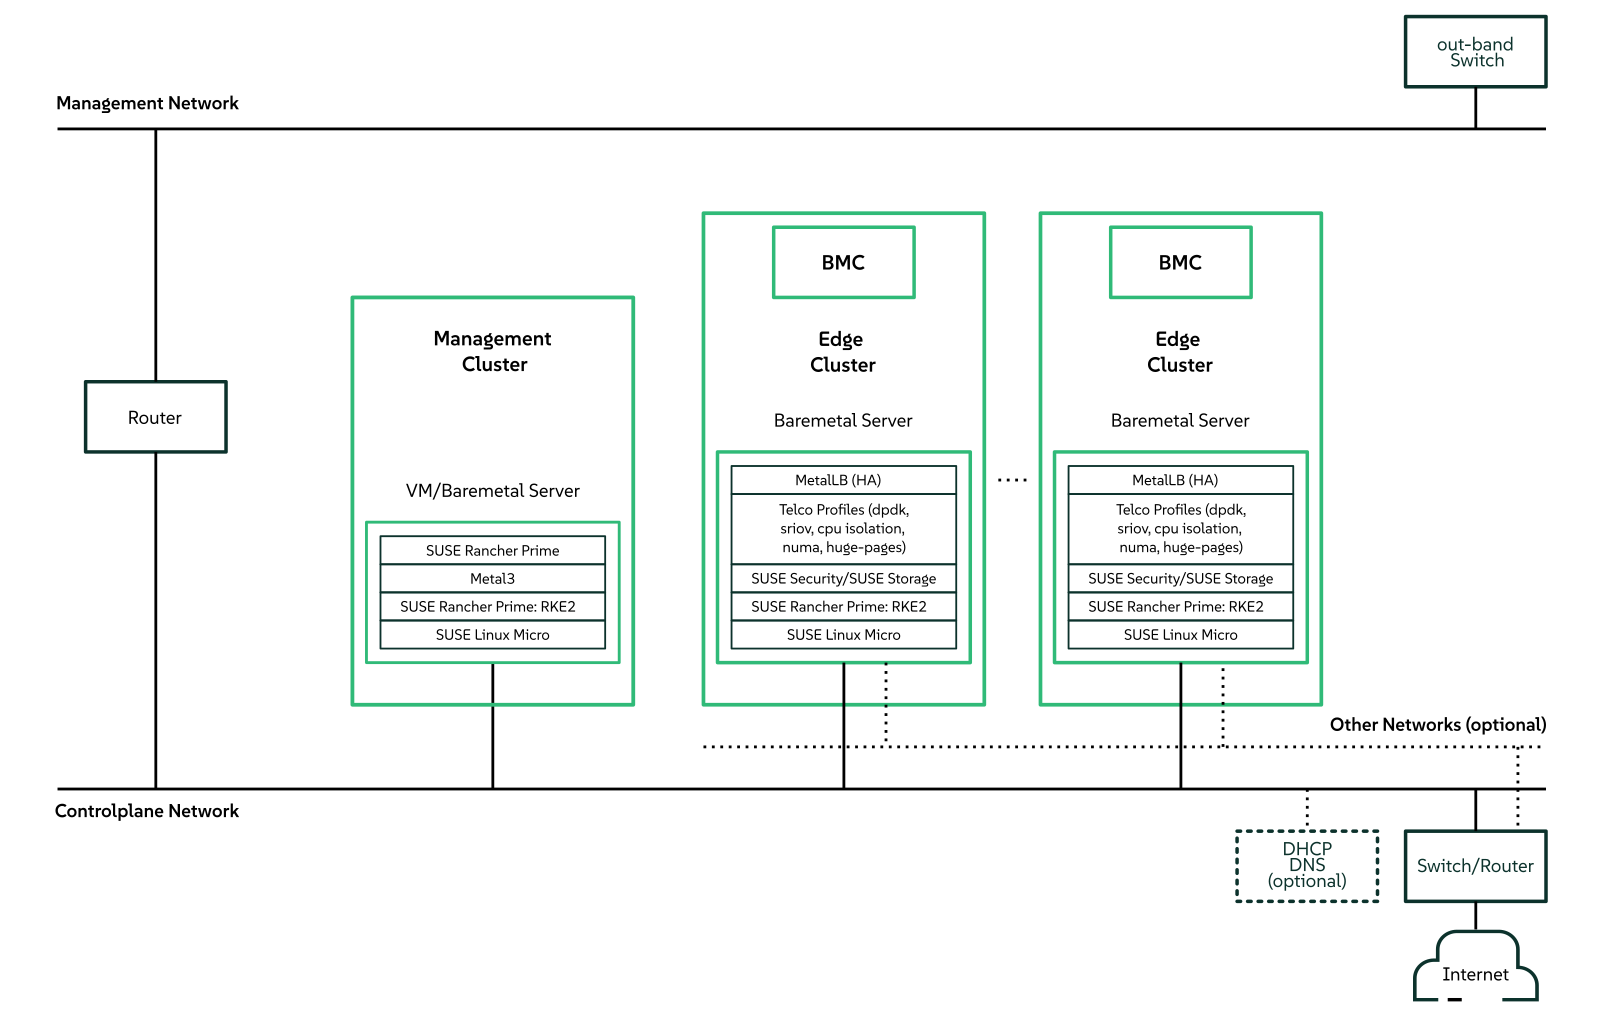 out-band
Switch
Management Network
BMC
BMC
Management
Cluster
Edge
Cluster
Edge
Cluster
Router
Baremetal Server
Baremetal Server
VM/Baremetal Server
SUSE Rancher Prime
Metal3
SUSE Rancher Prime: RKE2
SUSE Linux Micro
MetalLB (HA)
Telco Profiles (dpdk,
sriov, cpu isolation,
numa, huge-pages)
SUSE Security/SUSE Storage
SUSE Rancher Prime: RKE2
SUSE Linux Micro
....
MetalLB (HA)
Telco Profiles (dpdk,
sriov, cpu isolation,
numa, huge-pages)
SUSE Security/SUSE Storage
SUSE Rancher Prime: RKE2
SUSE Linux Micro
Other Networks (optional)
Controlplane Network
DHCP
DNS
(optional)
Switch/Router
Internet